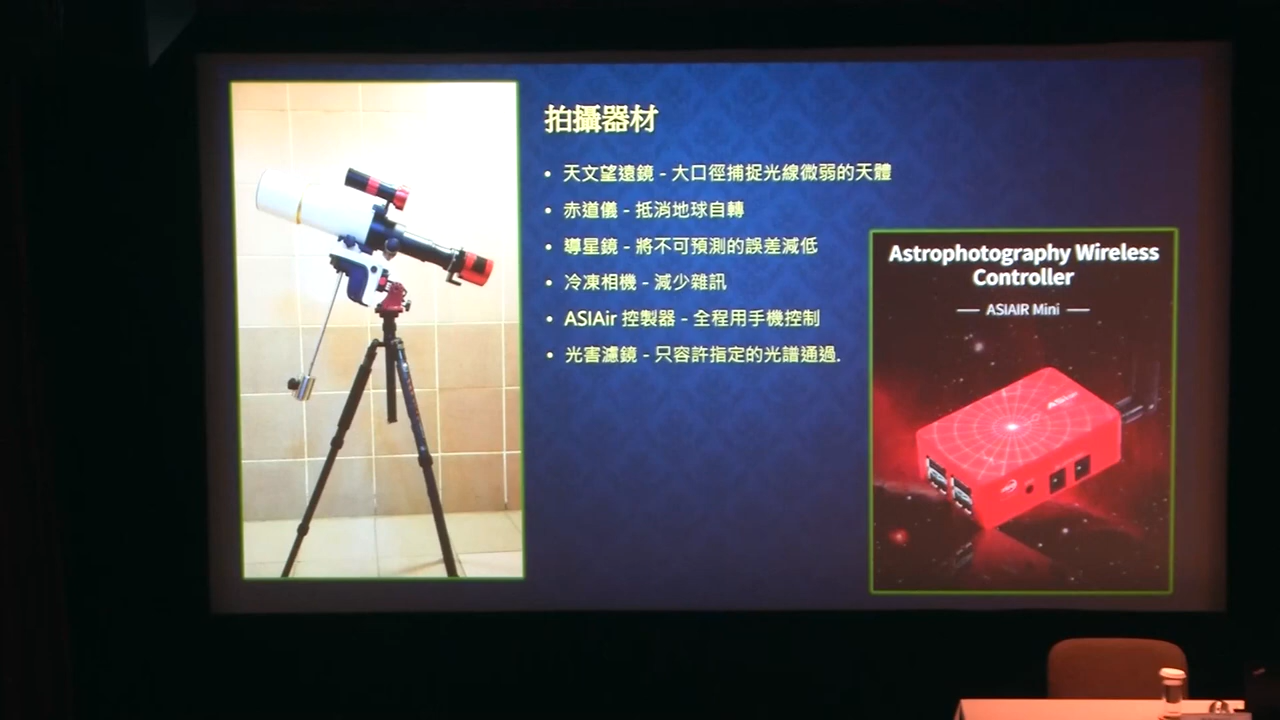 拍攝器材
• 天文望遠鏡 - 大口徑捕捉光線微弱的天體
• 赤道儀 - 抵消地球自轉
• 導星鏡 - 將不可預測的誤差減低
• 冷凍相機 - 減少雜訊
• ASIAir 控製器 - 全程用手機控制
• 光害濾鏡 - 只容許指定的光譜通過.
Astrophotography Wireless
Controller
ASIAIR Mini